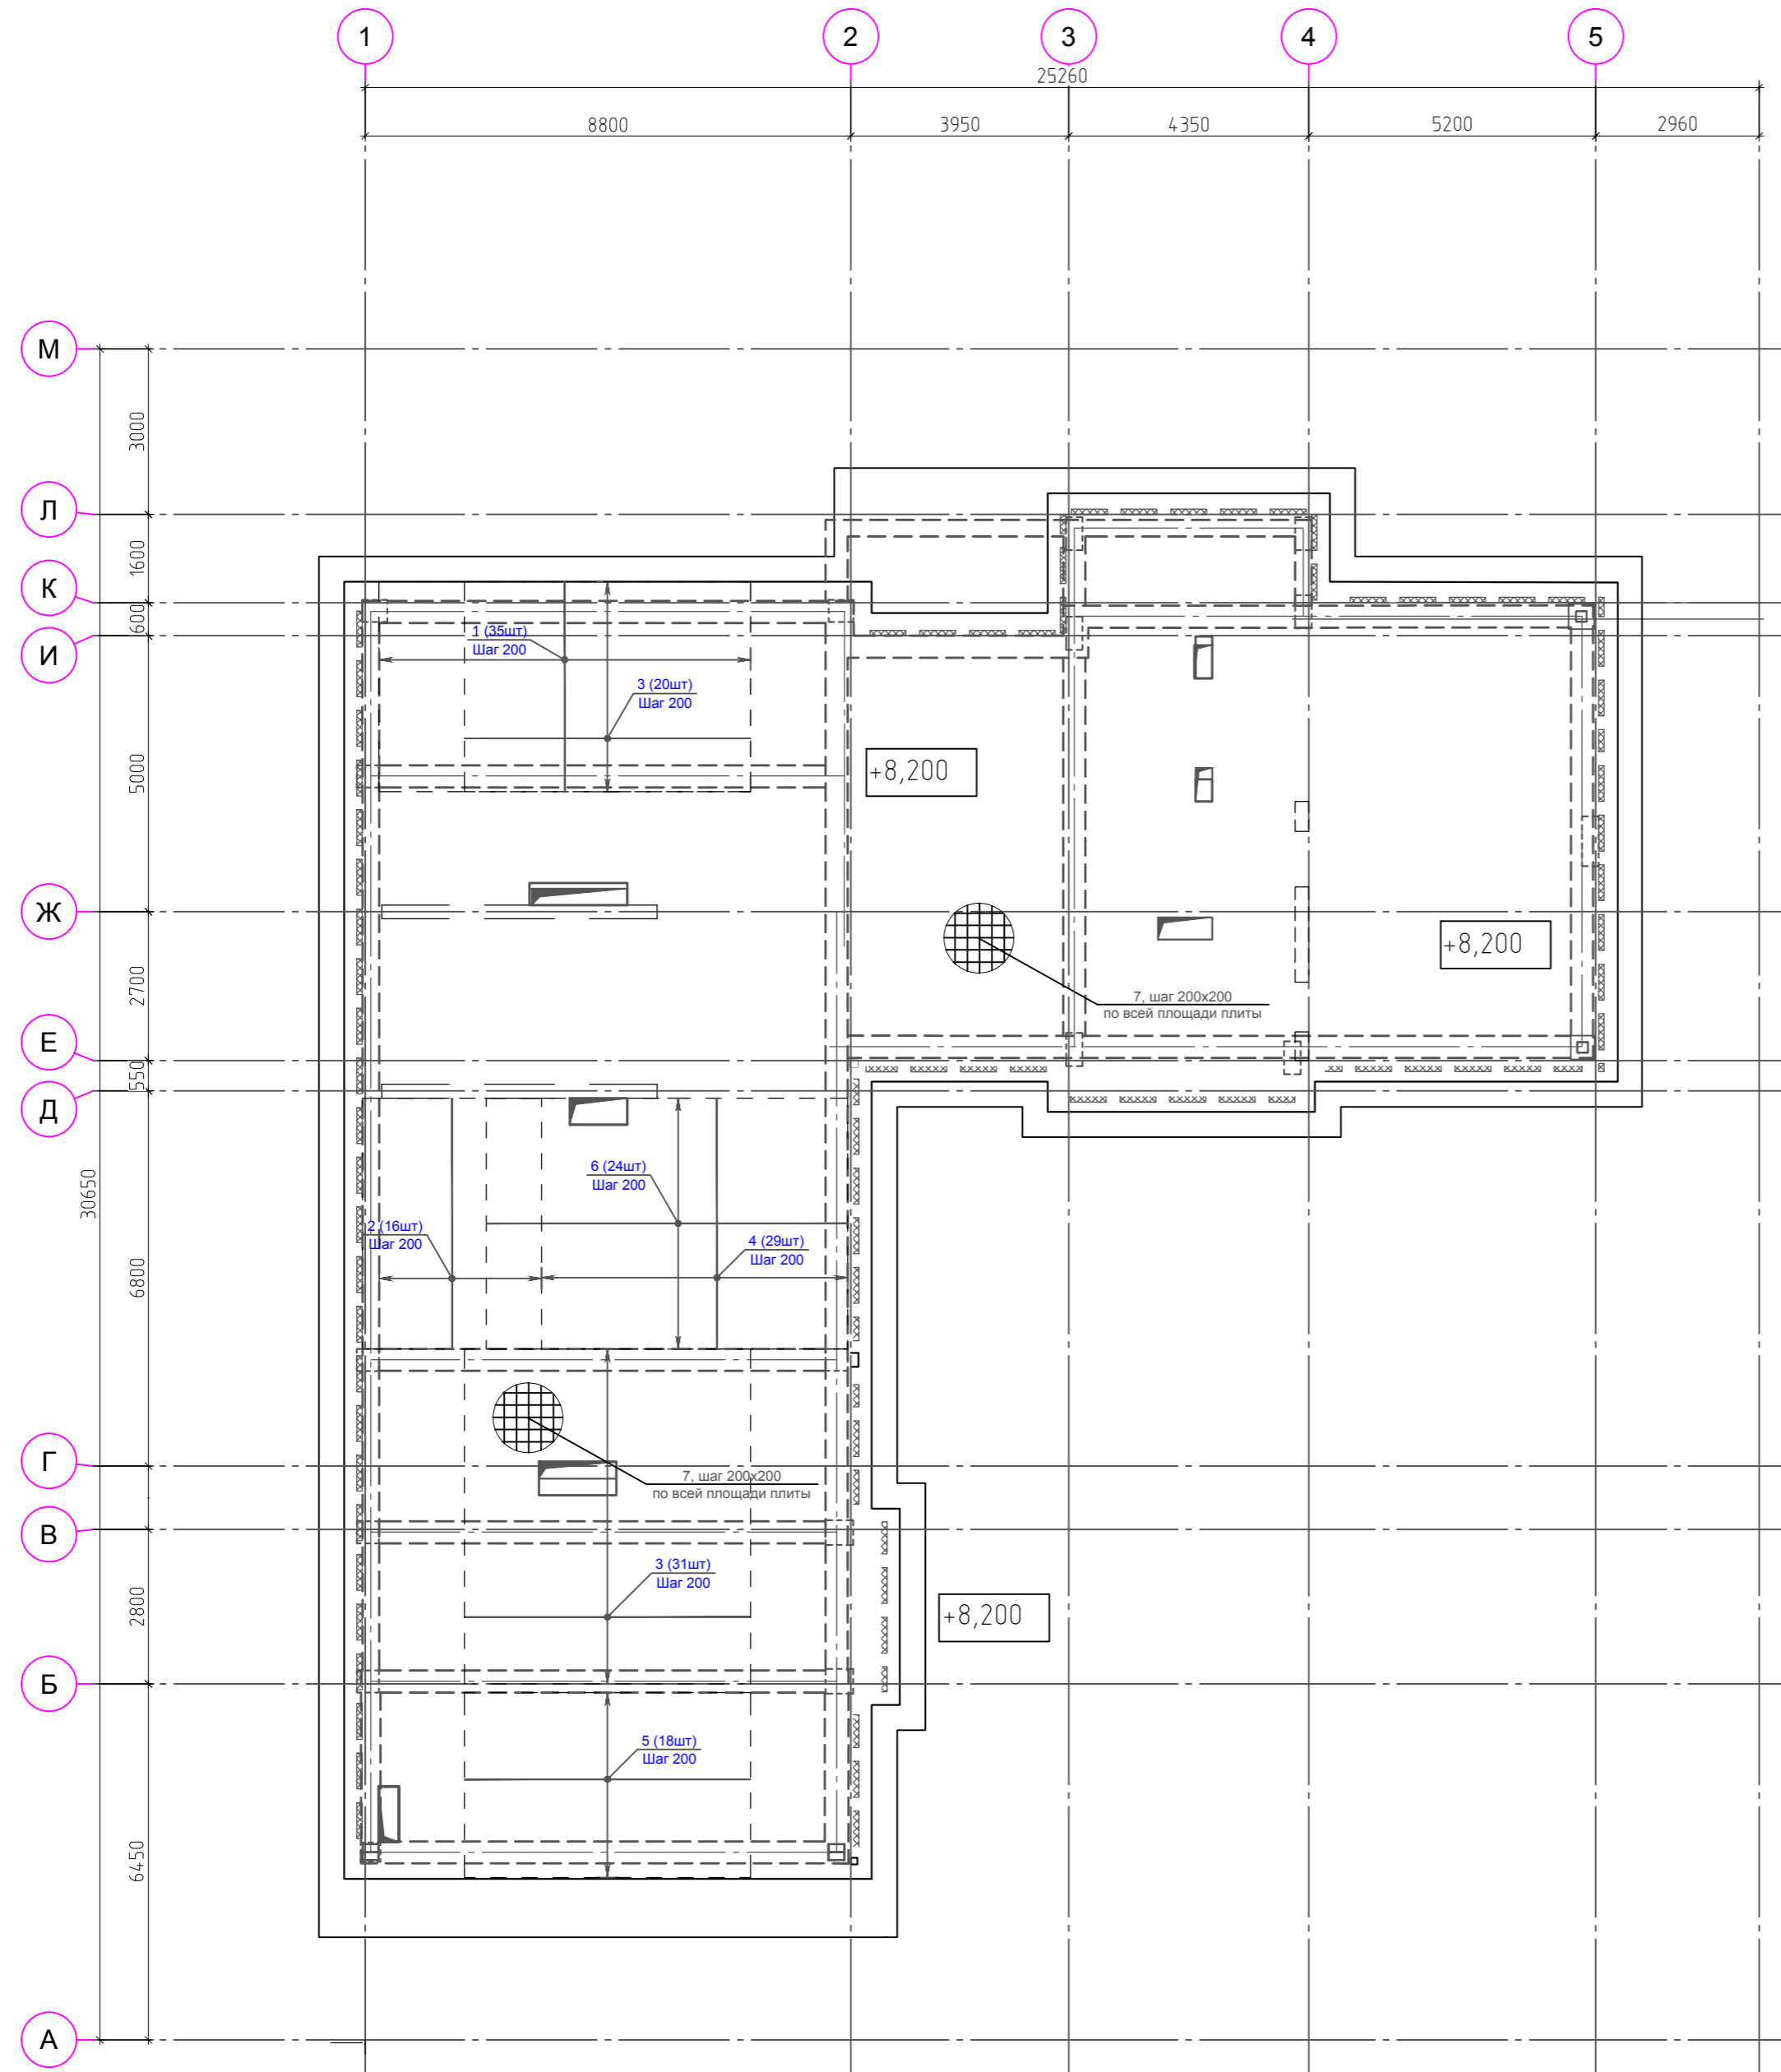 1
2
3
4
5
25260
8800
3950
4350
5200
2960
М
3000
Л
1600
К
600
И
1 (35шт)
Шаг 200
3 (20шт)
Шаг 200
5000
+8,200
Ж
+8,200
2700
7, шаг 200х200
по всей площади плиты
Е
550
Д
30650
6 (24шт)
Шаг 200
2 (16шт)
Шаг 200
4 (29шт)
Шаг 200
6800
Г
7, шаг 200х200
по всей площади плиты
В
3 (31шт)
Шаг 200
2800
+8,200
Б
5 (18шт)
Шаг 200
6450
А